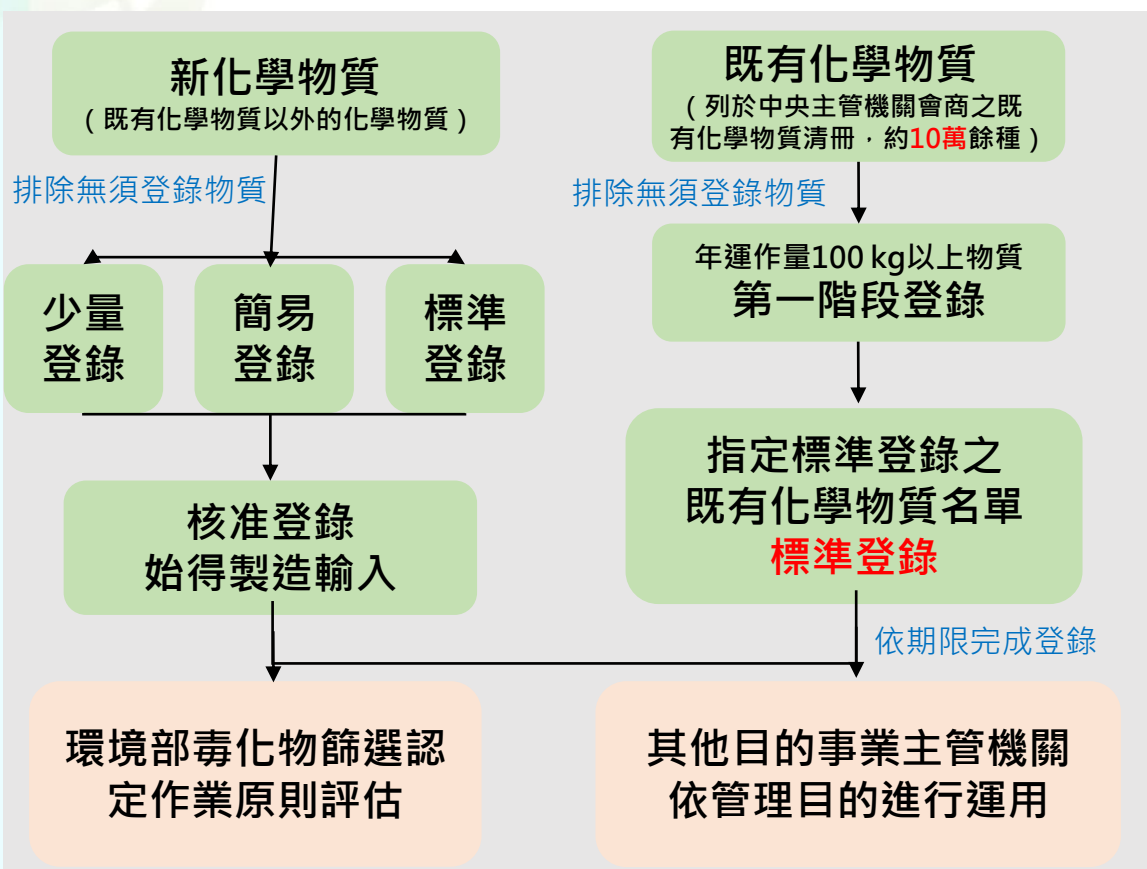 新化學物質
（既有化學物質以外的化學物質）
排除無須登錄物質
少量
登錄
簡易
登錄
標準
登錄
核准登錄
始得製造輸入
環境部毒化物篩選認
定作業原則評估
既有化學物質
（列於中央主管機關會商之既
有化學物質清冊，約10萬餘種）
排除無須登錄物質
年運作量100 kg以上物質
第一階段登錄
指定標準登錄之
既有化學物質名單
標準登錄
依期限完成登錄
其他目的事業主管機關
依管理目的進行運用